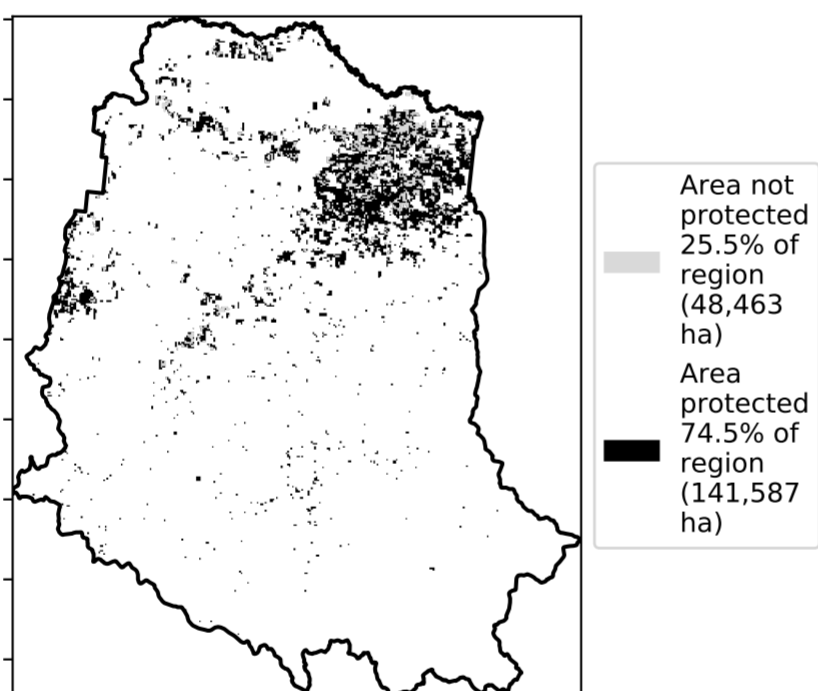 Area not
protected
25.5% of
region
(48,463
ha)
Area
protected
74.5% of
region
(141,587
ha)